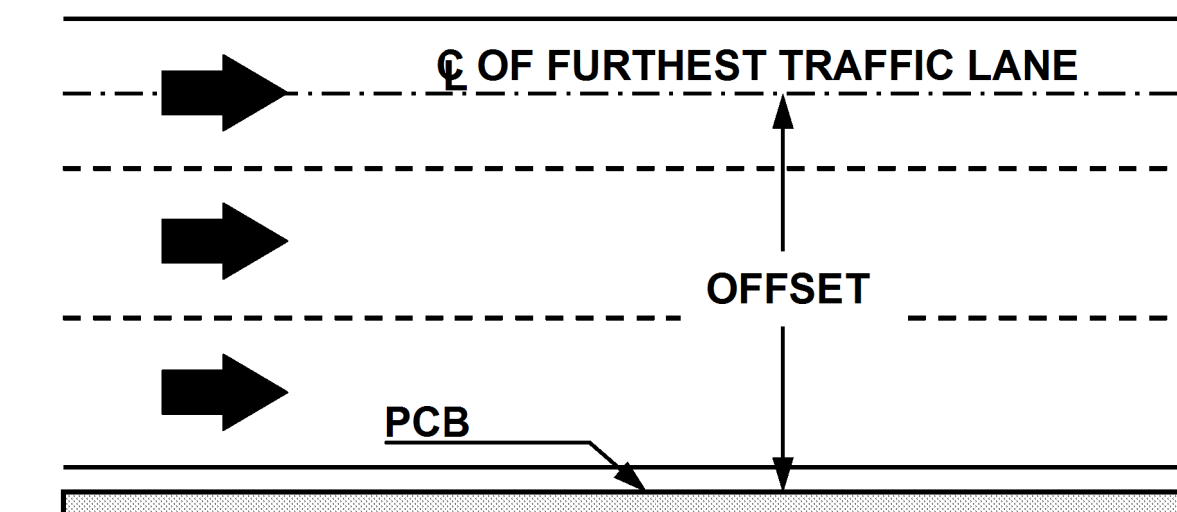 ℄ OF FURTHEST TRAFFIC LANE
OFFSET
PCB